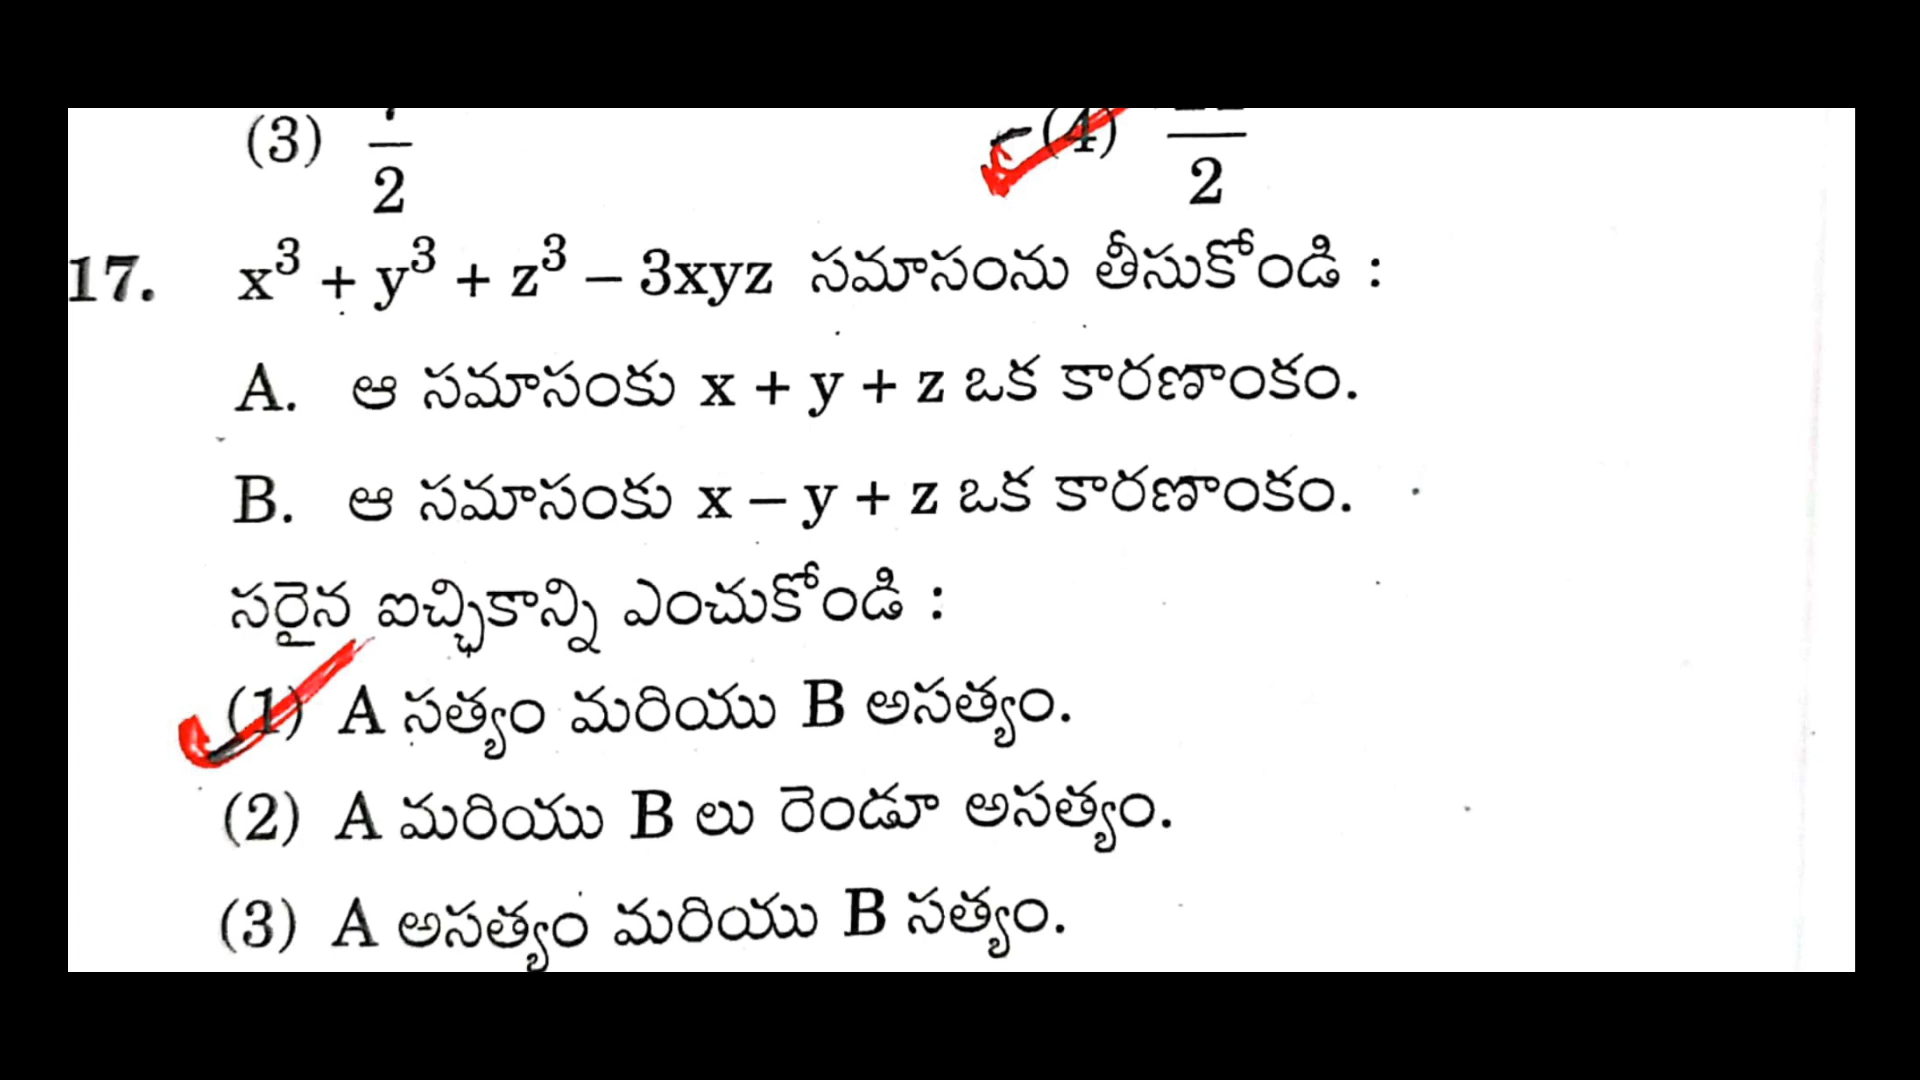 (3) 7/2 (4) /2
17. x³ + y³ + z³ – 3xyz సమాసంను తీసుకోండి :
A. ఆ సమాసంకు x + y + z ఒక కారణాంకం.
B. ఆ సమాసంకు x – y + z ఒక కారణాంకం.
సరైన ఐచ్ఛికాన్ని ఎంచుకోండి :
(1) A సత్యం మరియు B అసత్యం.
(2) A మరియు B లు రెండూ అసత్యం.
(3) A అసత్యం మరియు B సత్యం.